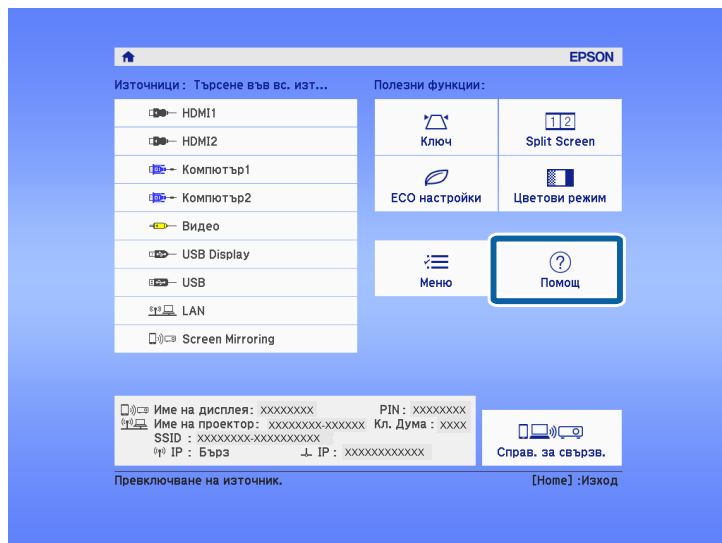 EPSON
Източници : Търсене във вс. изт...
HDMI1
HDMI2
Компютър1
Компютър2
Видео
USB Display
USB
LAN
Screen Mirroring
Полезни функции:
Ключ
1 2
Split Screen
ECO настройки
Цветови режим
Меню
?
Помощ
Име на дисплея: XXXXXXXX PIN : XXXXXXXX
Име на проектор: XXXXXXXX-XXXXXX Кл. Дума : XXXX
SSID : XXXXXXXX-XXXXXXXXXX
IP : Бърз IP : XXXXXXXXXXXX
Справ. за свързв.
Превключване на източник. [Home] :Изход